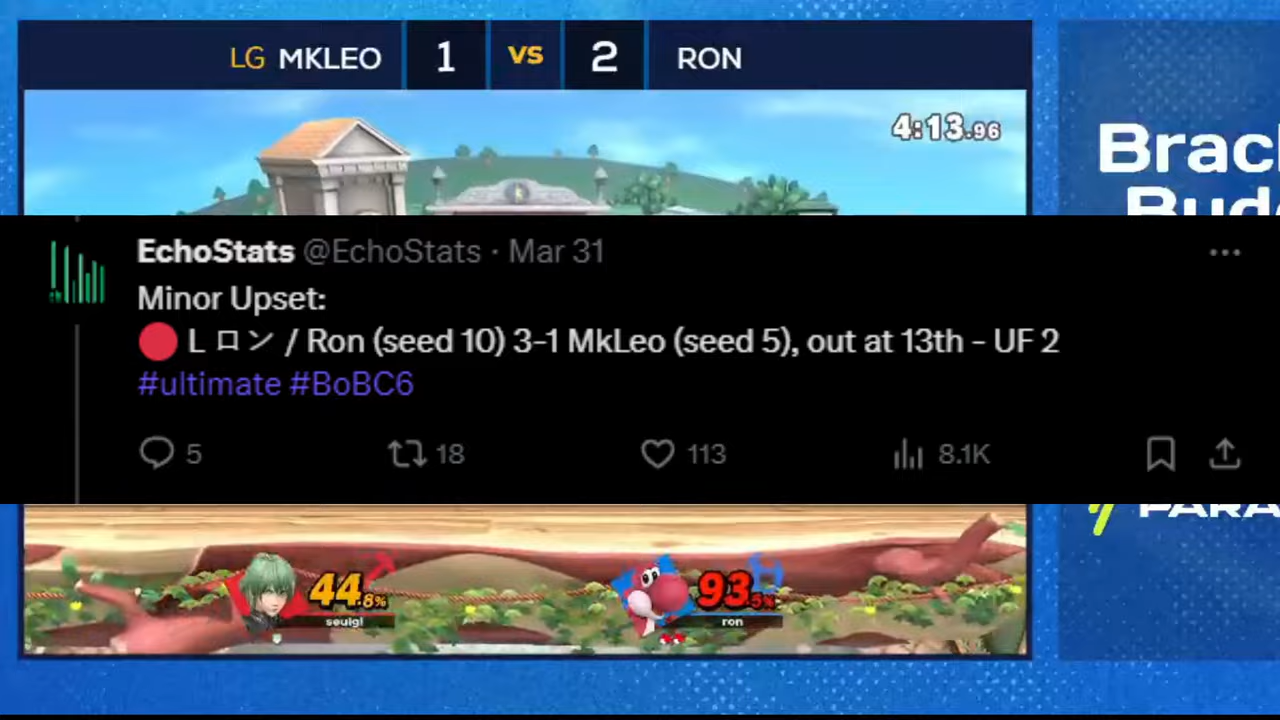 LG MKLEO 1 VS 2 RON
4:13.96
EchoStats @EchoStats · Mar 31
Minor Upset:
🔴 L ロン / Ron (seed 10) 3-1 MkLeo (seed 5), out at 13th - UF 2
#ultimate #BoBC6
5 18 113 8.1K
44.8% 93.5%
seuigi ron